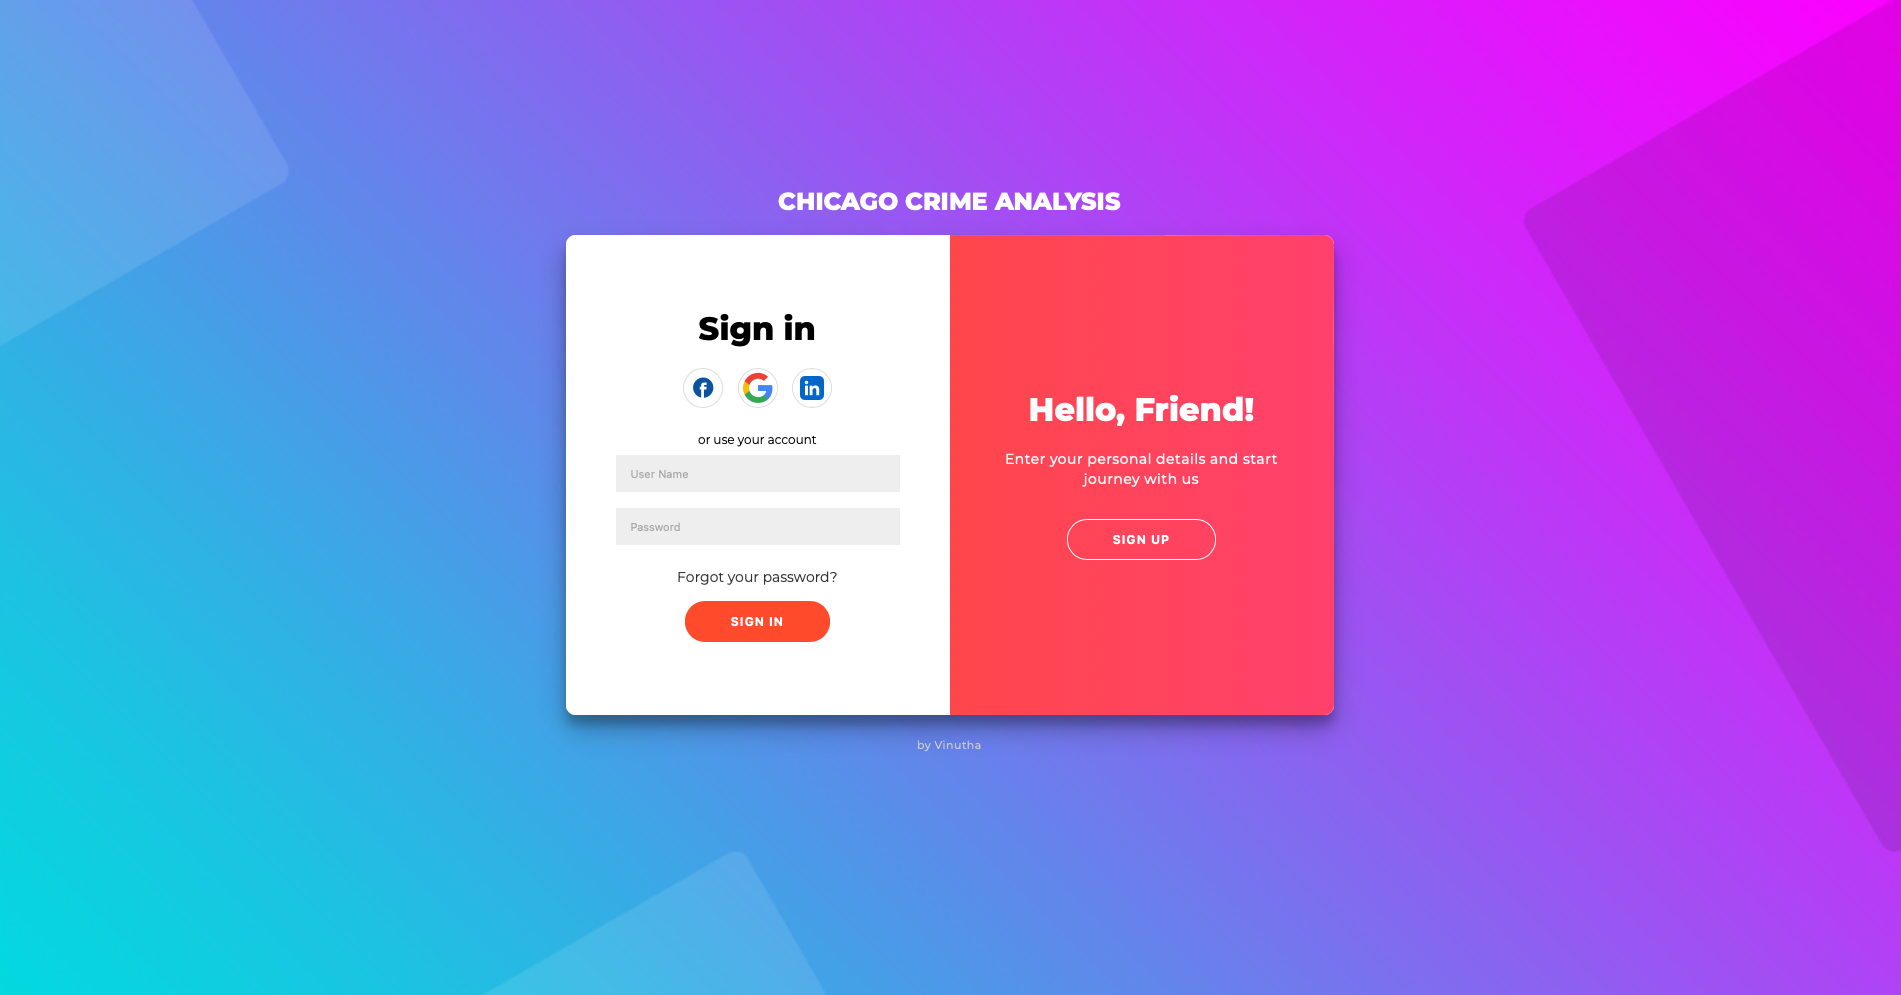 CHICAGO CRIME ANALYSIS
Sign in
f
G
in
or use your account
User Name
Password
Forgot your password?
SIGN IN
Hello, Friend!
Enter your personal details and start
journey with us
SIGN UP
by Vinutha